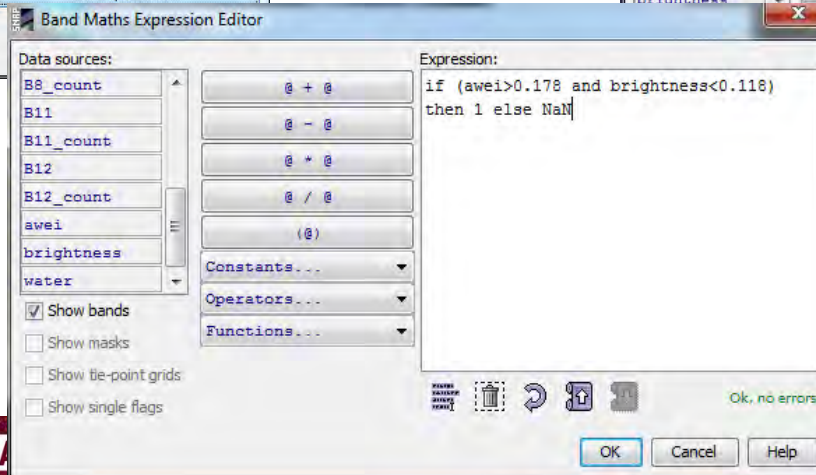 Band Maths Expression Editor
Data sources:
B8_count
B11
B11_count
B12
B12_count
awei
brightness
water
Show bands
Show masks
Show tie-point grids
Show single flags
@ + @
@ - @
@ * @
@ / @
(@)
Constants...
Operators...
Functions...
Expression:
if (awei>0.178 and brightness<0.118)
then 1 else NaN
Ok, no errors
OK
Cancel
Help